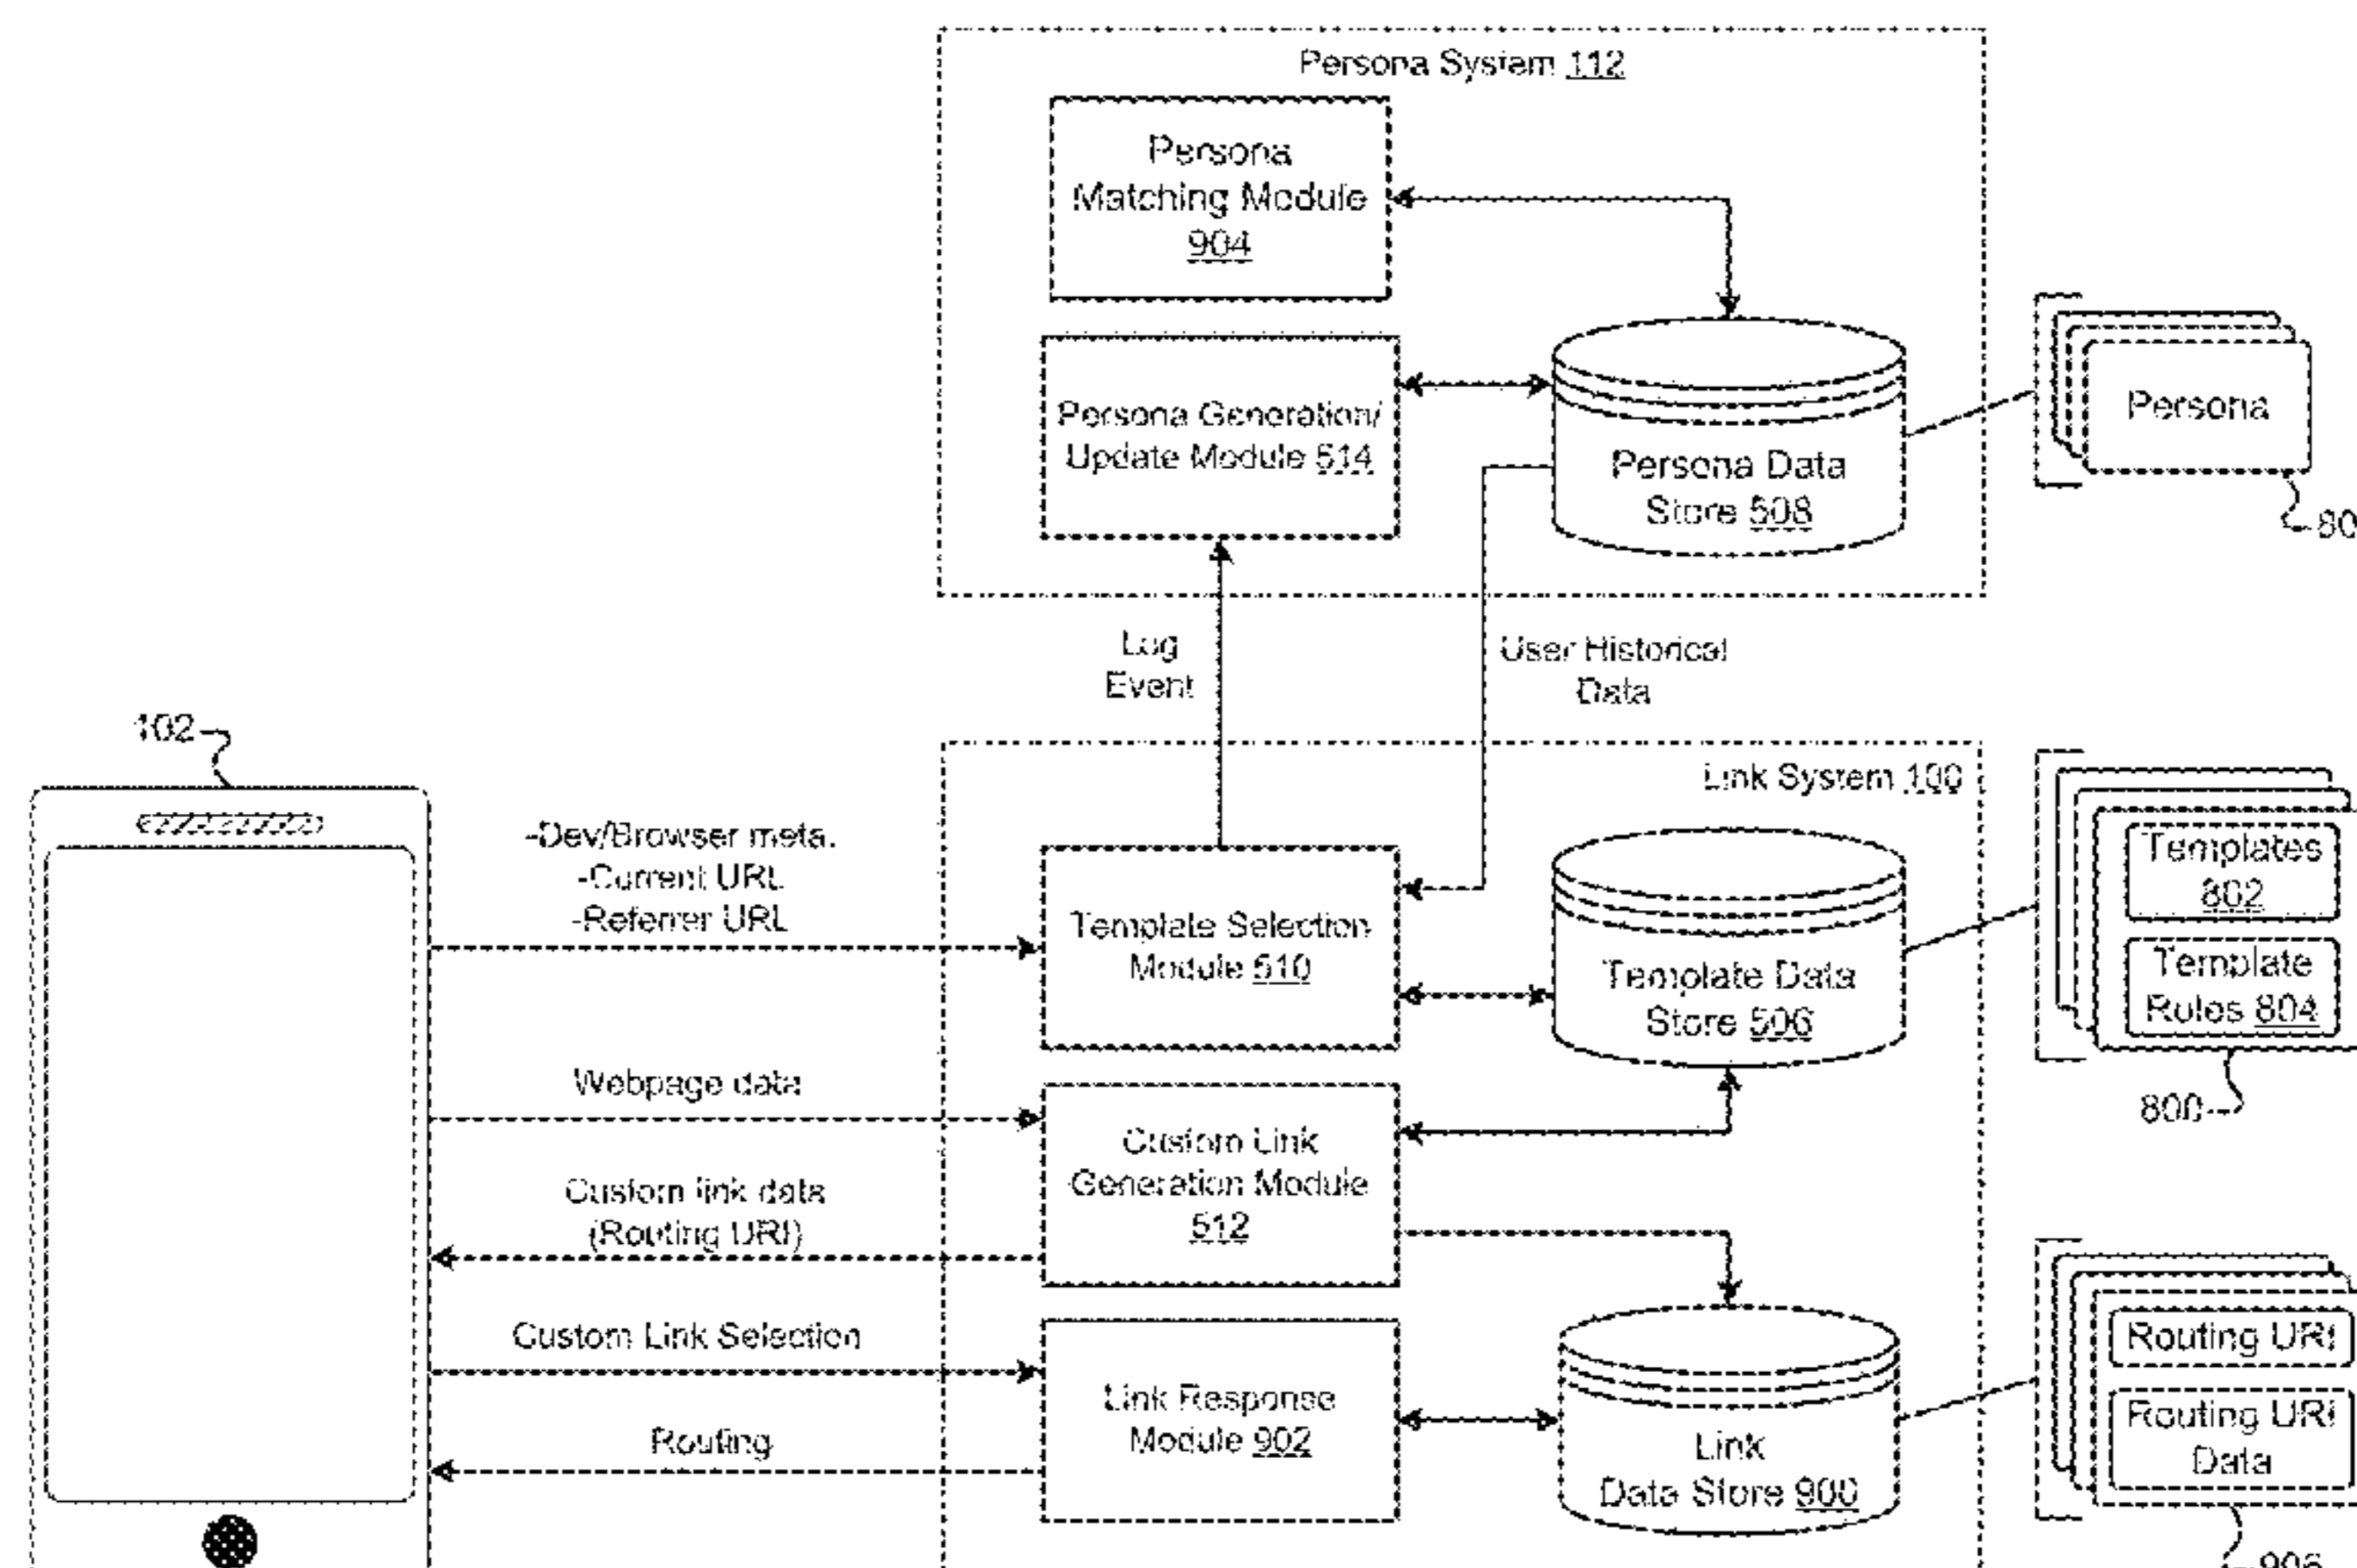 Persona System 112
Persona
Matching Module
904
Persona Generation/
Update Module 514
Persona Data
Store 508
Persona
Log
Event
User Historical
Data
102
Link System 100
-Dev/Browser meta.
-Current URL
-Referrer URL
Template Selection
Module 510
Template Data
Store 506
Templates
802
Template
Rules 804
800
Webpage data
Custom Link
Generation Module
512
Custom link data
(Routing URI)
Custom Link Selection
Link Response
Module 902
Routing
Link
Data Store 900
Routing URI
Routing URI
Data